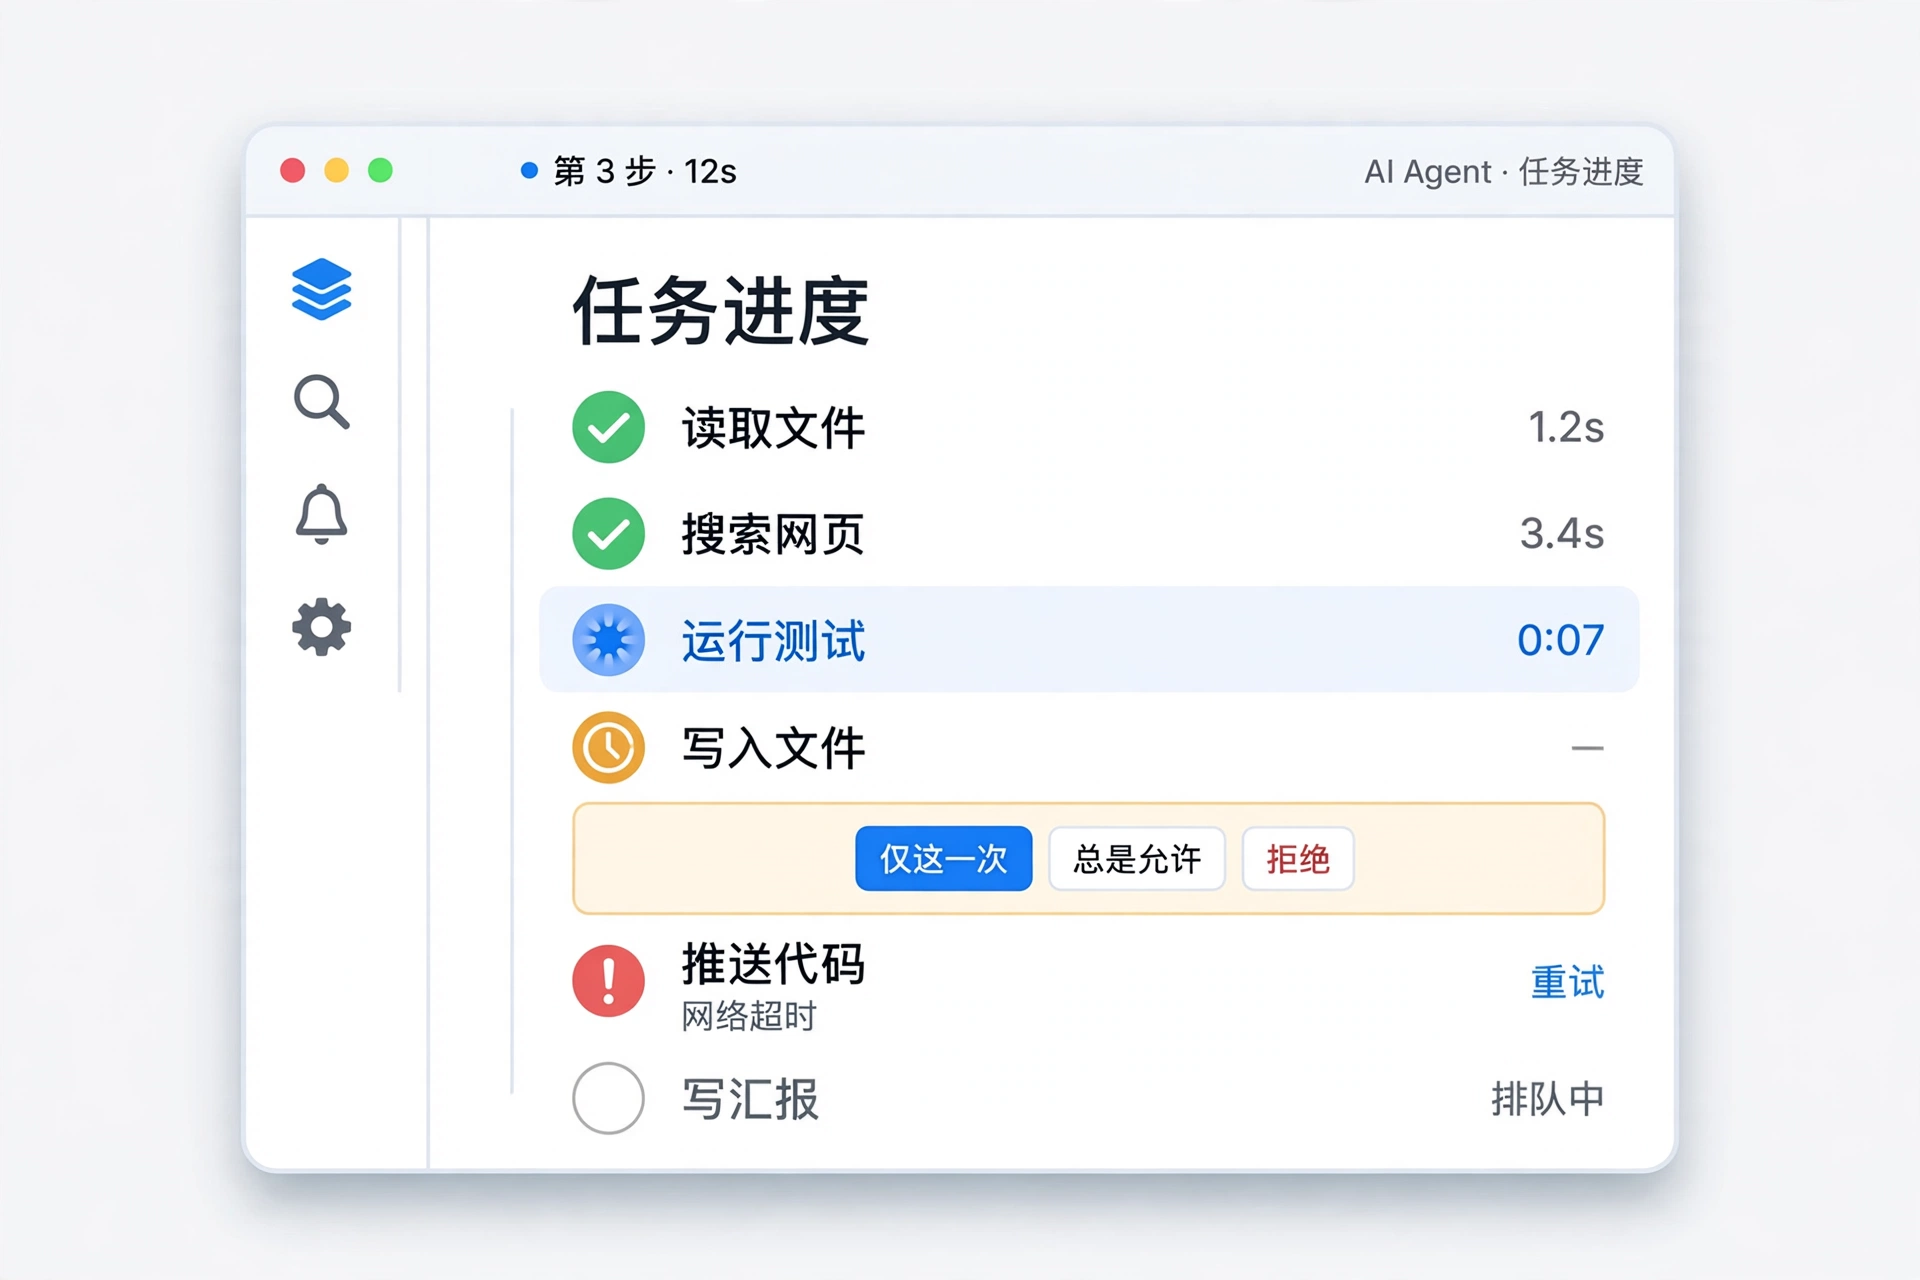 第 3 步 · 12s
AI Agent · 任务进度
任务进度
读取文件 1.2s
搜索网页 3.4s
运行测试 0:07
写入文件 —
仅这一次 总是允许 拒绝
推送代码 重试
网络超时
写汇报 排队中